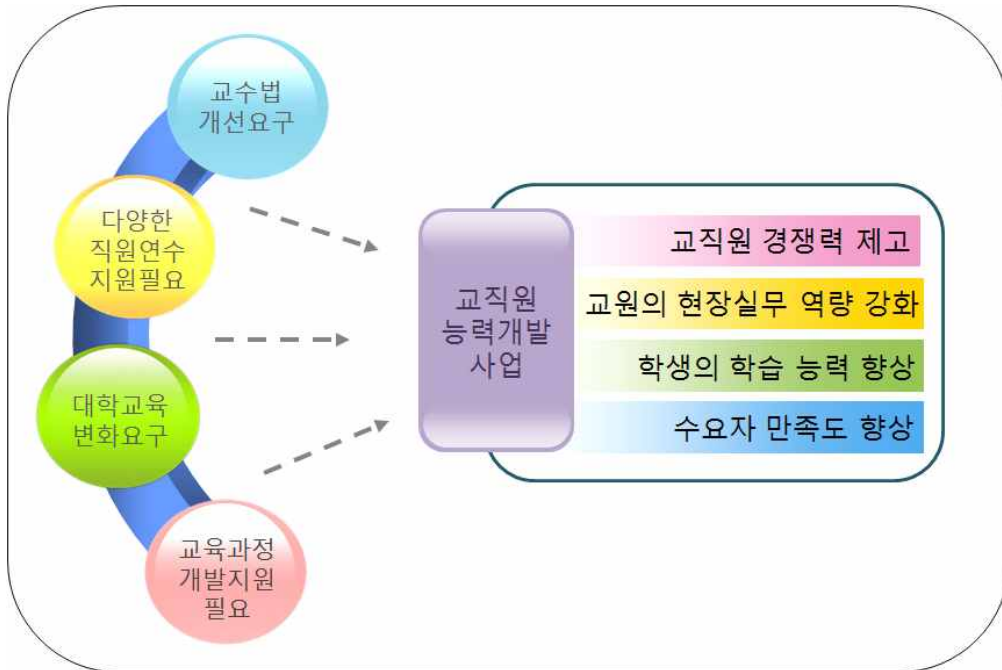 교수법
개선요구
다양한
직원연수
지원필요
대학교육
변화요구
교육과정
개발지원
필요
교직원
능력개발
사업
교직원 경쟁력 제고
교원의 현장실무 역량 강화
학생의 학습 능력 향상
수요자 만족도 향상